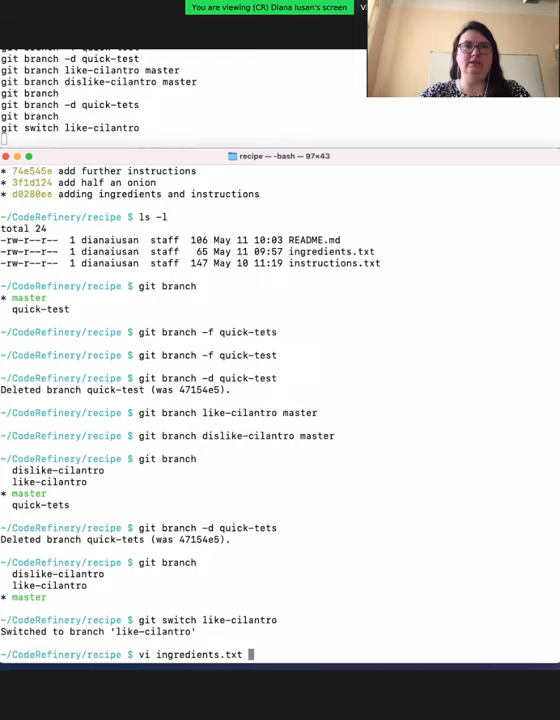 You are viewing (CR) Diana Iusan's screen
git branch -d quick-test
git branch like-cilantro master
git branch dislike-cilantro master
git branch
git branch -d quick-tets
git branch
git switch like-cilantro
recipe — -bash — 97×43
* 74e545e add further instructions
* 3f1d124 add half an onion
* d0280ee adding ingredients and instructions
~/CodeRefinery/recipe $ ls -l
total 24
-rw-r--r-- 1 dianaiusan staff 106 May 11 10:03 README.md
-rw-r--r-- 1 dianaiusan staff 65 May 11 09:57 ingredients.txt
-rw-r--r-- 1 dianaiusan staff 147 May 10 11:19 instructions.txt
~/CodeRefinery/recipe $ git branch
* master
quick-test
~/CodeRefinery/recipe $ git branch -f quick-tets
~/CodeRefinery/recipe $ git branch -f quick-test
~/CodeRefinery/recipe $ git branch -d quick-test
Deleted branch quick-test (was 47154e5).
~/CodeRefinery/recipe $ git branch like-cilantro master
~/CodeRefinery/recipe $ git branch dislike-cilantro master
~/CodeRefinery/recipe $ git branch
dislike-cilantro
like-cilantro
* master
quick-tets
~/CodeRefinery/recipe $ git branch -d quick-tets
Deleted branch quick-tets (was 47154e5).
~/CodeRefinery/recipe $ git branch
dislike-cilantro
like-cilantro
* master
~/CodeRefinery/recipe $ git switch like-cilantro
Switched to branch 'like-cilantro'
~/CodeRefinery/recipe $ vi ingredients.txt